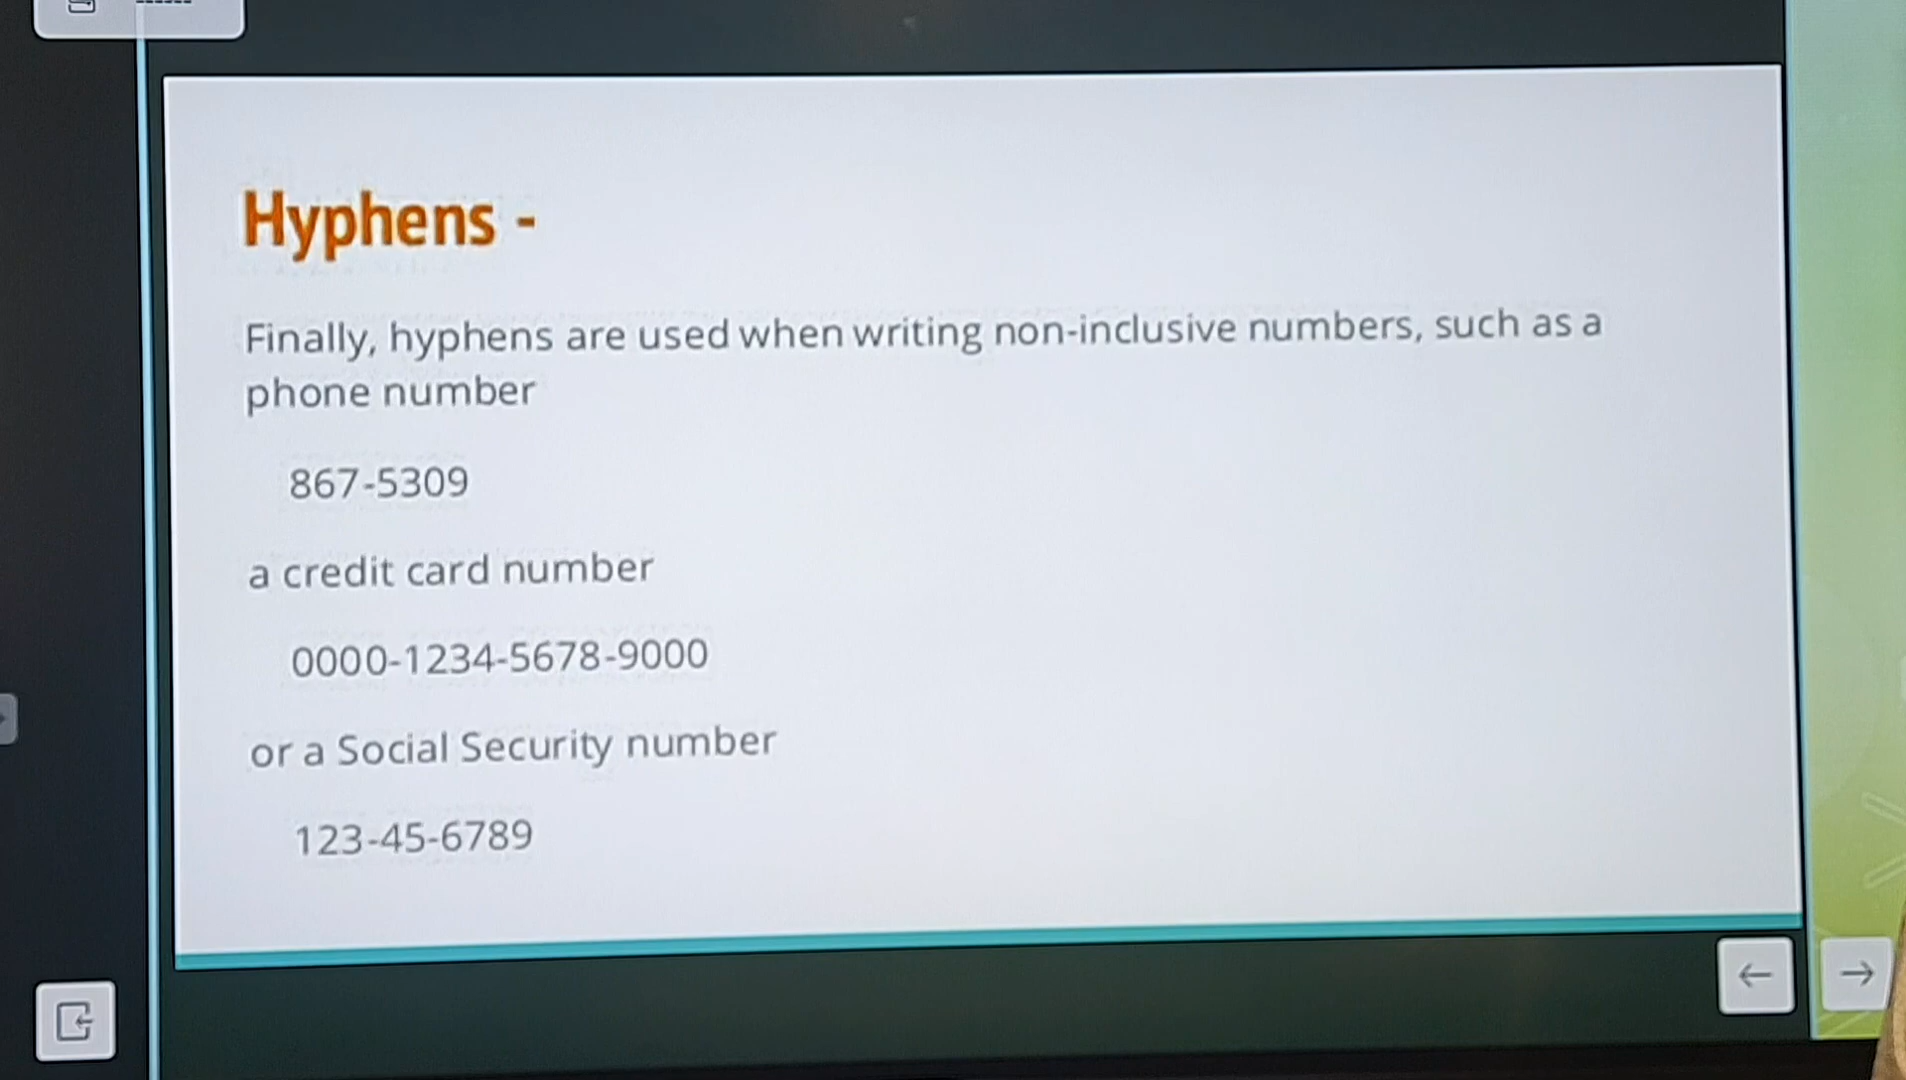 Hyphens -
Finally, hyphens are used when writing non-inclusive numbers, such as a
phone number
867-5309
a credit card number
0000-1234-5678-9000
or a Social Security number
123-45-6789